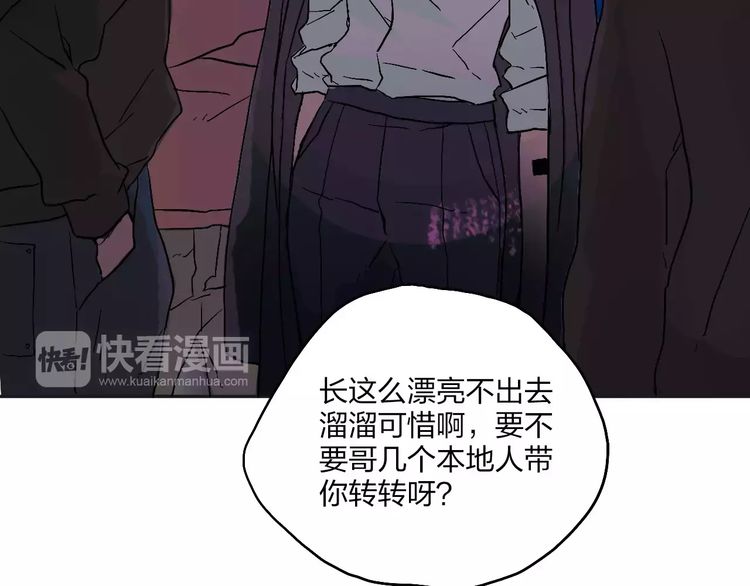 快看!
快看漫画
www.kuaikanmanhua.com
长这么漂亮不出去
溜溜可惜啊，要不
要哥几个本地人带
你转转呀?